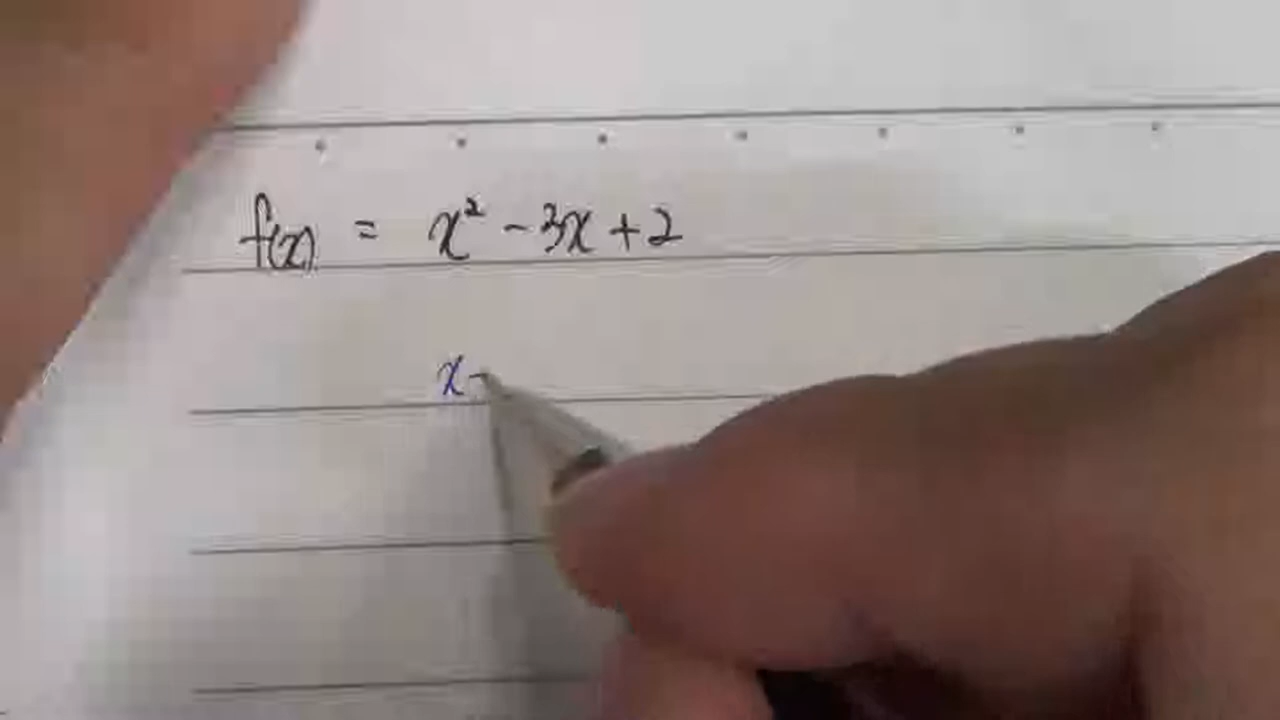 f(x) = x² - 3x + 2
x -